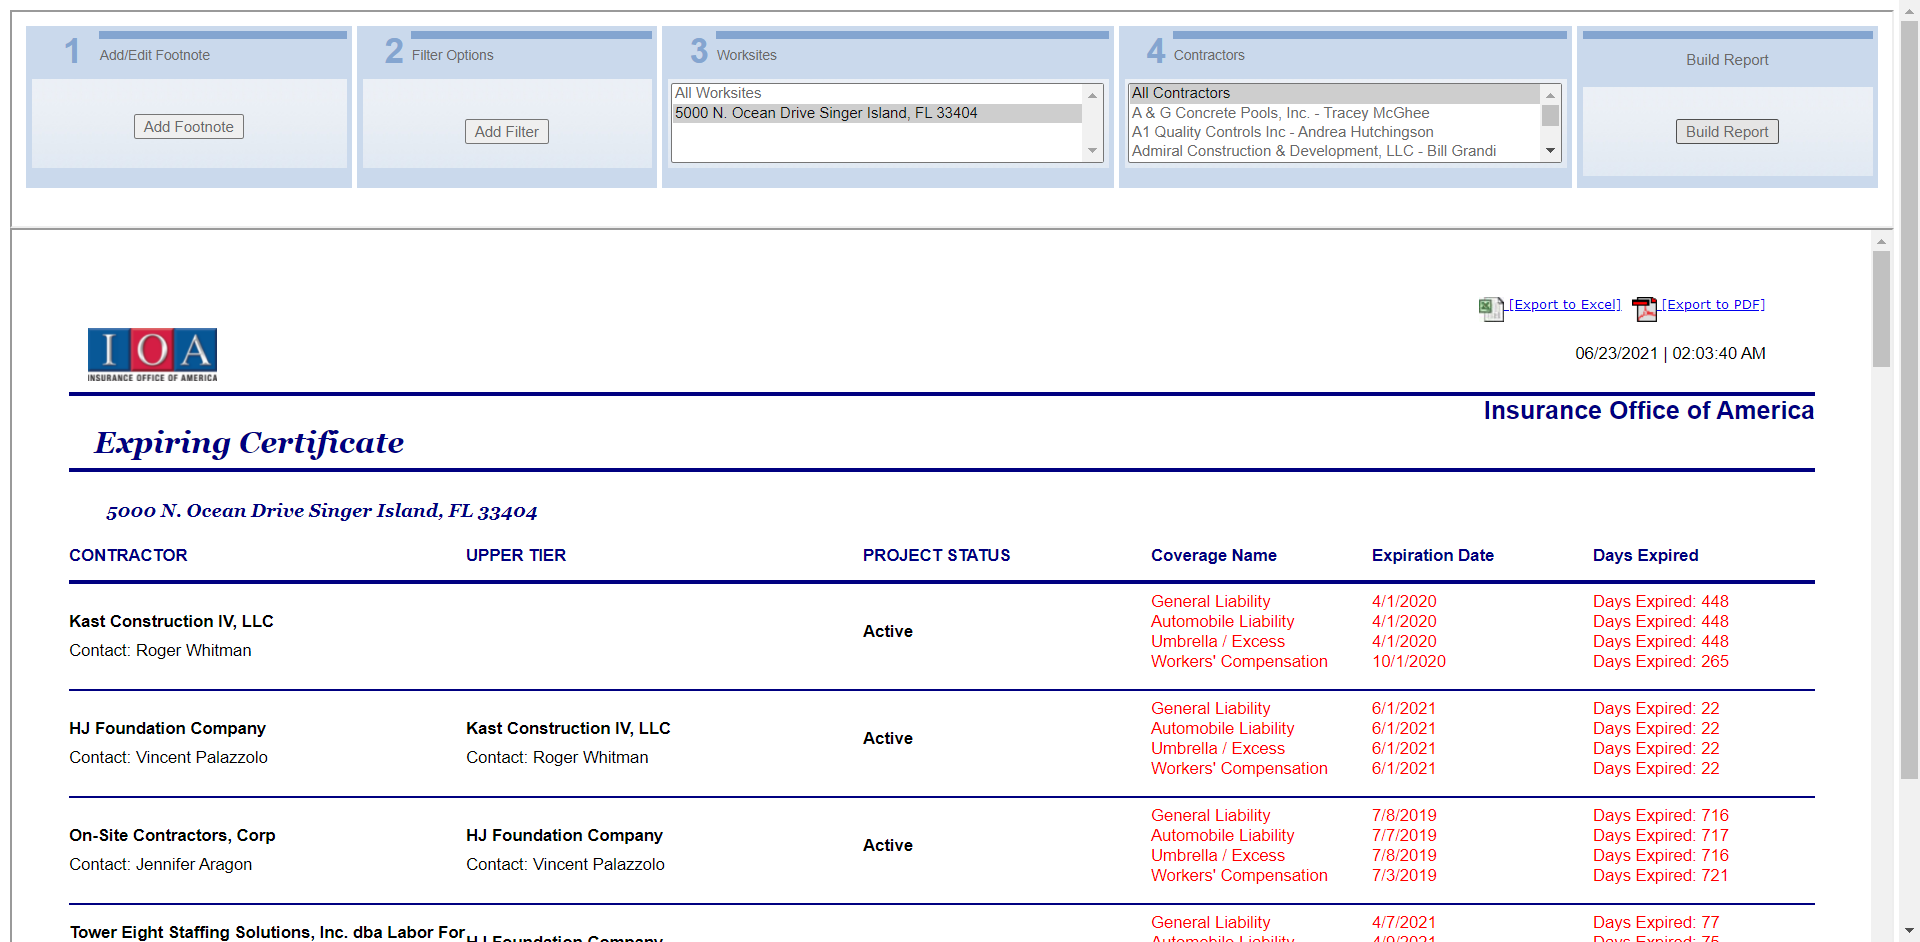 1 Add/Edit Footnote
Add Footnote
2 Filter Options
Add Filter
3 Worksites
All Worksites
5000 N. Ocean Drive Singer Island, FL 33404
4 Contractors
All Contractors
A & G Concrete Pools, Inc. - Tracey McGhee
A1 Quality Controls Inc - Andrea Hutchingson
Admiral Construction & Development, LLC - Bill Grandi
Build Report
Build Report
[Export to Excel] [Export to PDF]
06/23/2021 | 02:03:40 AM
IOA
INSURANCE OFFICE OF AMERICA
Insurance Office of America
Expiring Certificate
5000 N. Ocean Drive Singer Island, FL 33404
CONTRACTOR UPPER TIER PROJECT STATUS Coverage Name Expiration Date Days Expired
Kast Construction IV, LLC
Contact: Roger Whitman
Active
General Liability 4/1/2020 Days Expired: 448
Automobile Liability 4/1/2020 Days Expired: 448
Umbrella / Excess 4/1/2020 Days Expired: 448
Workers' Compensation 10/1/2020 Days Expired: 265
HJ Foundation Company
Contact: Vincent Palazzolo
Kast Construction IV, LLC
Contact: Roger Whitman
Active
General Liability 6/1/2021 Days Expired: 22
Automobile Liability 6/1/2021 Days Expired: 22
Umbrella / Excess 6/1/2021 Days Expired: 22
Workers' Compensation 6/1/2021 Days Expired: 22
On-Site Contractors, Corp
Contact: Jennifer Aragon
HJ Foundation Company
Contact: Vincent Palazzolo
Active
General Liability 7/8/2019 Days Expired: 716
Automobile Liability 7/7/2019 Days Expired: 717
Umbrella / Excess 7/8/2019 Days Expired: 716
Workers' Compensation 7/3/2019 Days Expired: 721
Tower Eight Staffing Solutions, Inc. dba Labor For
HJ Foundation Company
General Liability 4/7/2021 Days Expired: 77
Automobile Liability 4/9/2021 Days Expired: 75